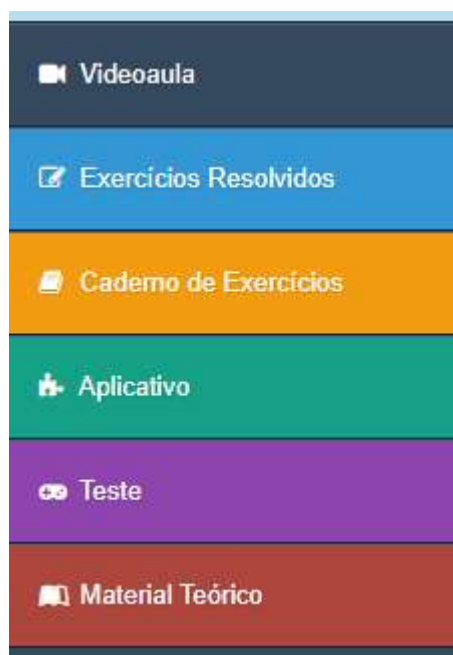 Videoaula
Exercícios Resolvidos
Caderno de Exercícios
Aplicativo
Teste
Material Teórico